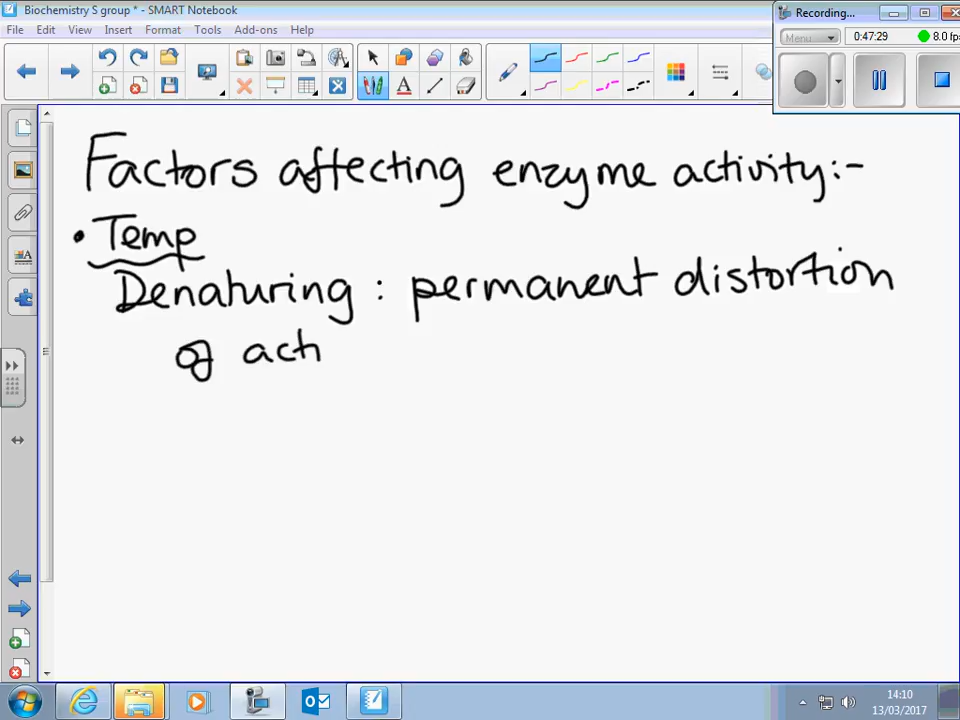 Biochemistry S group * - SMART Notebook
Recording...
File Edit View Insert Format Tools Add-ons Help
Menu 0:47:29 8.0 fps
Factors affecting enzyme activity:-
• Temp
Denaturing : permanent distortion
of acti
14:10
13/03/2017